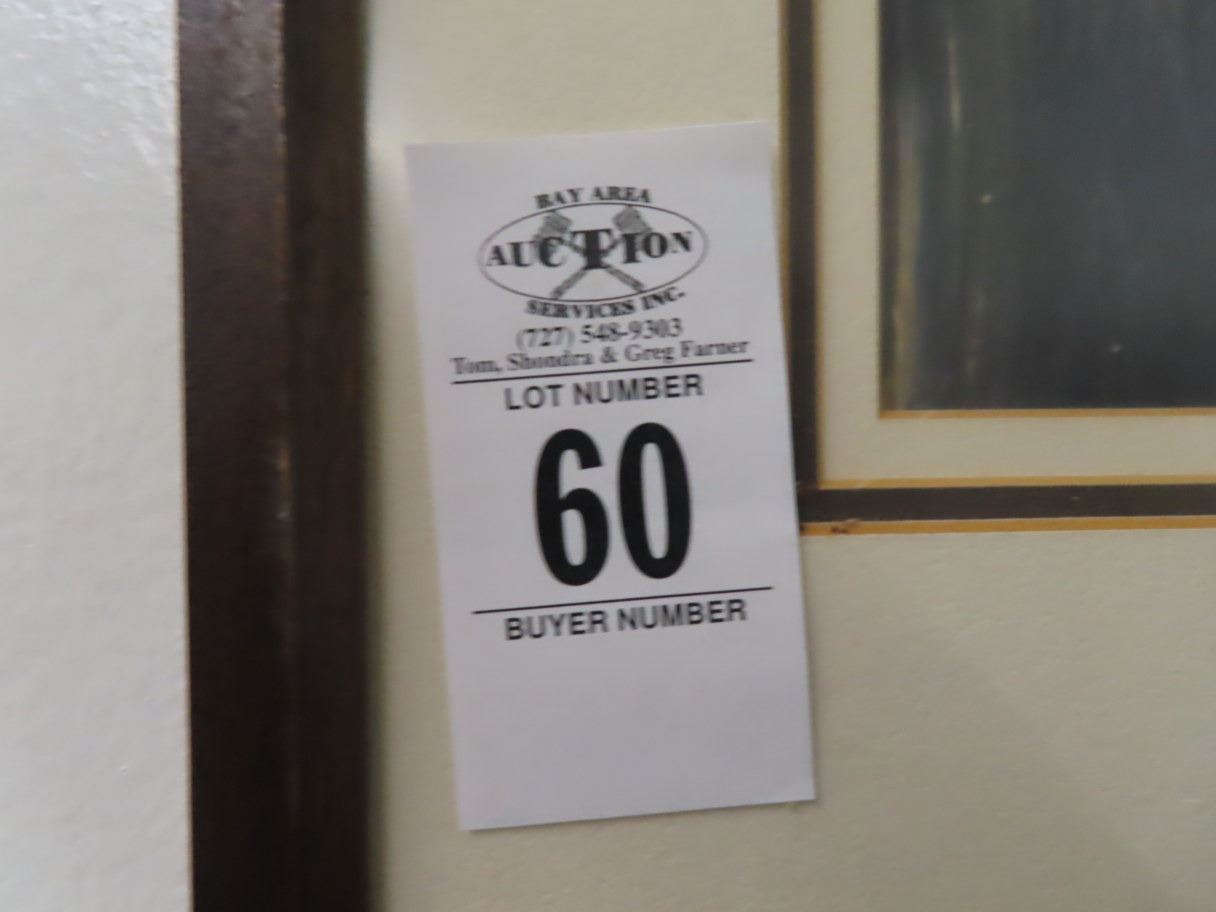 BAY AREA
AUCTION
SERVICES INC.
(727) 548-9303
Tom, Shondra & Greg Farner
LOT NUMBER
60
BUYER NUMBER